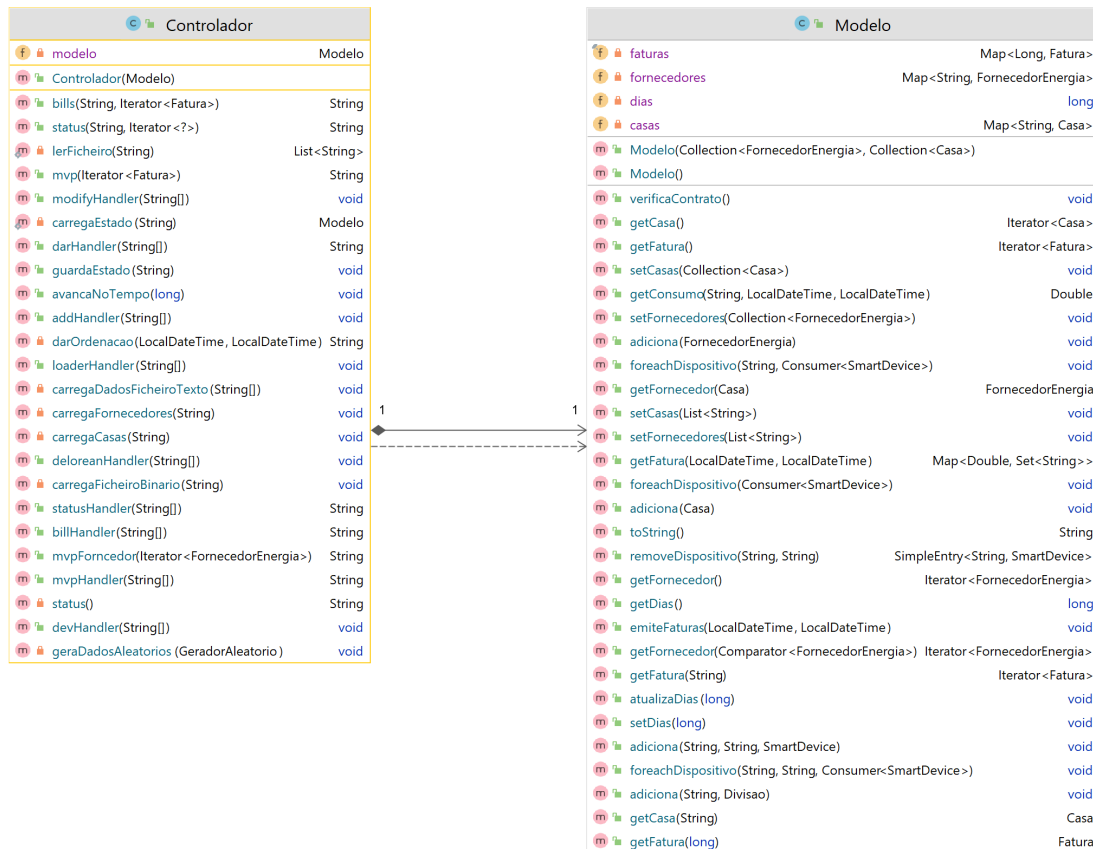 Controlador
modelo Modelo
Controlador(Modelo)
bills(String, Iterator<Fatura>) String
status(String, Iterator<?>) String
lerFicheiro(String) List<String>
mvp(Iterator<Fatura>) String
modifyHandler(String[]) void
carregaEstado(String) Modelo
darHandler(String[]) String
guardaEstado(String) void
avancaNoTempo(long) void
addHandler(String[]) void
darOrdenacao(LocalDateTime, LocalDateTime) String
loaderHandler(String[]) void
carregaDadosFicheiroTexto(String[]) void
carregaFornecedores(String) void
carregaCasas(String) void
deloreanHandler(String[]) void
carregaFicheiroBinario(String) void
statusHandler(String[]) String
billHandler(String[]) String
mvpForncedor(Iterator<FornecedorEnergia>) String
mvpHandler(String[]) String
status() String
devHandler(String[]) void
geraDadosAleatorios(GeradorAleatorio) void
1 1
Modelo
faturas Map<Long, Fatura>
fornecedores Map<String, FornecedorEnergia>
dias long
casas Map<String, Casa>
Modelo(Collection<FornecedorEnergia>, Collection<Casa>)
Modelo()
verificaContrato() void
getCasa() Iterator<Casa>
getFatura() Iterator<Fatura>
setCasas(Collection<Casa>) void
getConsumo(String, LocalDateTime, LocalDateTime) Double
setFornecedores(Collection<FornecedorEnergia>) void
adiciona(FornecedorEnergia) void
foreachDispositivo(String, Consumer<SmartDevice>) void
getFornecedor(Casa) FornecedorEnergia
setCasas(List<String>) void
setFornecedores(List<String>) void
getFatura(LocalDateTime, LocalDateTime) Map<Double, Set<String>>
foreachDispositivo(Consumer<SmartDevice>) void
adiciona(Casa) void
toString() String
removeDispositivo(String, String) SimpleEntry<String, SmartDevice>
getFornecedor() Iterator<FornecedorEnergia>
getDias() long
emiteFaturas(LocalDateTime, LocalDateTime) void
getFornecedor(Comparator<FornecedorEnergia>) Iterator<FornecedorEnergia>
getFatura(String) Iterator<Fatura>
atualizaDias(long) void
setDias(long) void
adiciona(String, String, SmartDevice) void
foreachDispositivo(String, String, Consumer<SmartDevice>) void
adiciona(String, Divisao) void
getCasa(String) Casa
getFatura(long) Fatura